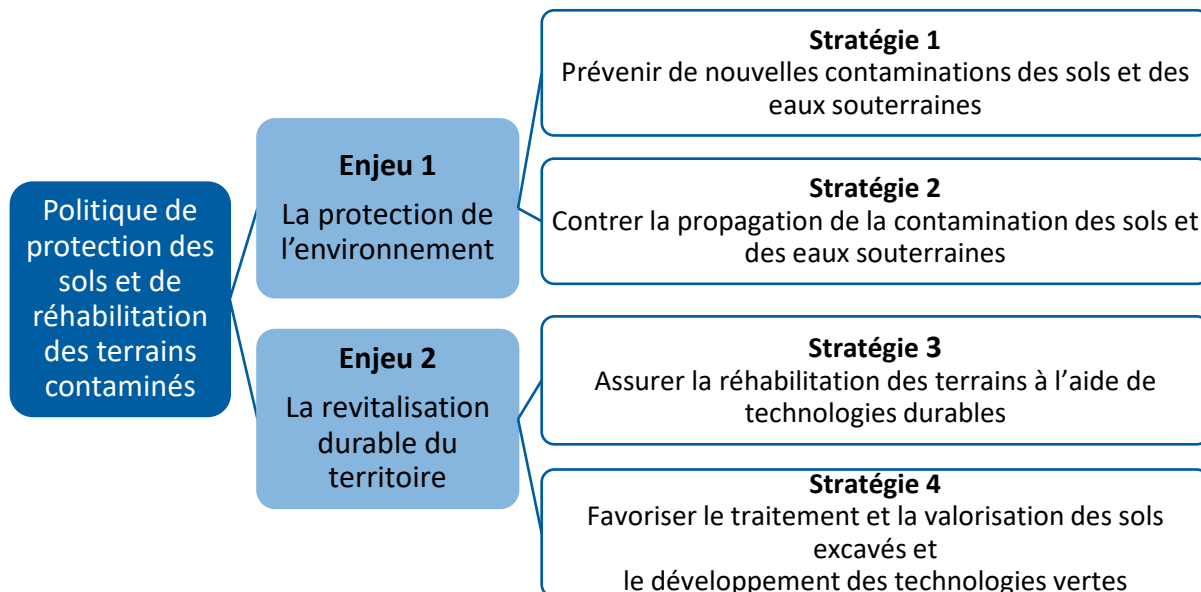 Politique de
protection des
sols et de
réhabilitation
des terrains
contaminés
Enjeu 1
La protection de
l’environnement
Stratégie 1
Prévenir de nouvelles contaminations des sols et des
eaux souterraines
Stratégie 2
Contrer la propagation de la contamination des sols et
des eaux souterraines
Enjeu 2
La revitalisation
durable du
territoire
Stratégie 3
Assurer la réhabilitation des terrains à l’aide de
technologies durables
Stratégie 4
Favoriser le traitement et la valorisation des sols
excavés et
le développement des technologies vertes